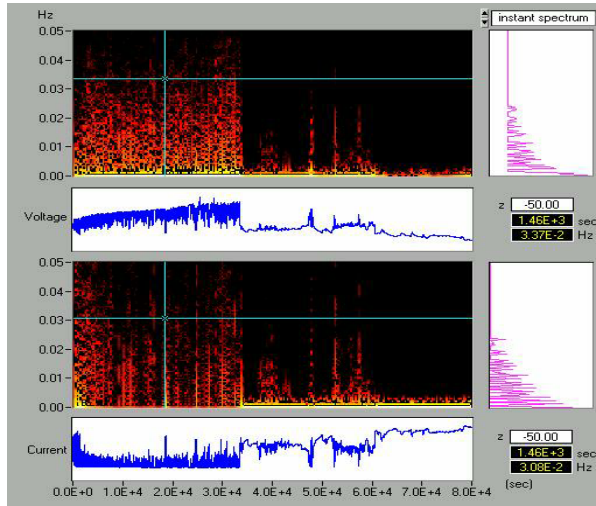 Hz
instant spectrum
0.05
0.04
0.03
0.02
0.01
0.00
Voltage
z -50.00
1.46E+3 sec
3.37E-2 Hz
0.05
0.04
0.03
0.02
0.01
0.00
Current
z -50.00
1.46E+3 sec
3.08E-2 Hz
0.0E+0 1.0E+4 2.0E+4 3.0E+4 4.0E+4 5.0E+4 6.0E+4 7.0E+4 8.0E+4 (sec)